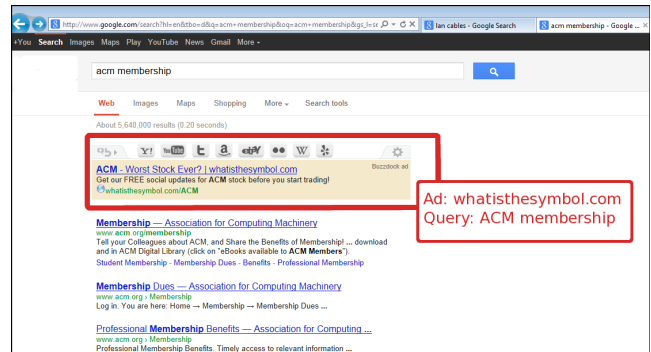 http://www.google.com/search?hl=en&tbo=d&q=acm+membership&oq=acm+membership&gs_l=se
lan cables - Google Search
acm membership - Google ...
+You Search Images Maps Play YouTube News Gmail More
acm membership
Web Images Maps Shopping More Search tools
About 5,640,000 results (0.20 seconds)
Y! You Tube t a ebY W
ACM - Worst Stock Ever? | whatisthesymbol.com
Buzzdock ad
Get our FREE social updates for ACM stock before you start trading!
whatisthesymbol.com/ACM
Ad: whatisthesymbol.com
Query: ACM membership
Membership — Association for Computing Machinery
www.acm.org/membership
Tell your Colleagues about ACM, and Share the Benefits of Membership! ... download
and in ACM Digital Library (click on "eBooks available to ACM Members").
Student Membership - Membership Dues - Benefits - Professional Membership
Membership Dues — Association for Computing Machinery
www.acm.org › Membership
Log in. You are here: Home → Membership → Membership Dues ...
Professional Membership Benefits — Association for Computing ...
www.acm.org › Membership
Professional Membership Benefits. Timely access to relevant information ...